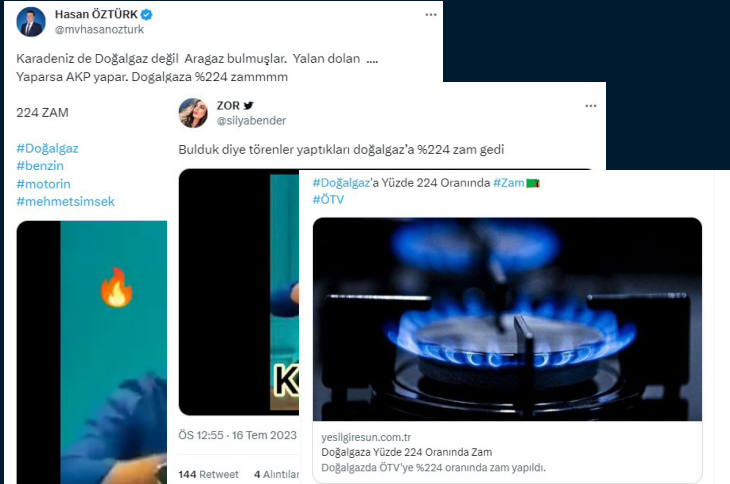 Hasan ÖZTÜRK
@mvhasanozturk
Karadeniz de Doğalgaz değil Aragaz bulmuşlar. Yalan dolan ....
Yaparsa AKP yapar. Dogalgaza %224 zammmm
224 ZAM
#Doğalgaz
#benzin
#motorin
#mehmetsimsek
ZOR
@silyabender
Bulduk diye törenler yaptıkları doğalgaz'a %224 zam gedi
K
ÖS 12:55 · 16 Tem 2023
144 Retweet 4 Alıntılar
#Doğalgaz'a Yüzde 224 Oranında #Zam
#ÖTV
yesilgiresun.com.tr
Doğalgaza Yüzde 224 Oranında Zam
Doğalgazda ÖTV'ye %224 oranında zam yapıldı.